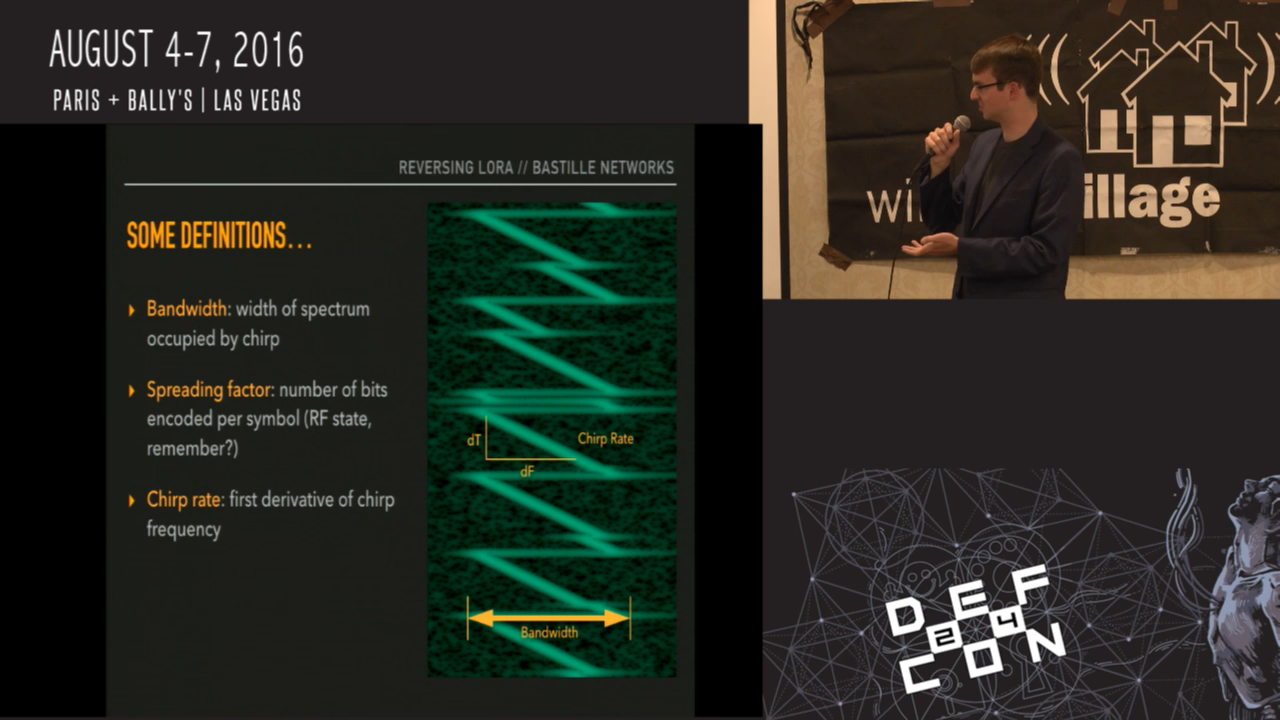 AUGUST 4-7, 2016
PARIS + BALLY'S | LAS VEGAS
REVERSING LORA // BASTILLE NETWORKS
SOME DEFINITIONS...
Bandwidth: width of spectrum
occupied by chirp
Spreading factor: number of bits
encoded per symbol (RF state,
remember?)
Chirp rate: first derivative of chirp
frequency
dT
Chirp Rate
dF
Bandwidth
illage
DEF
24
CON